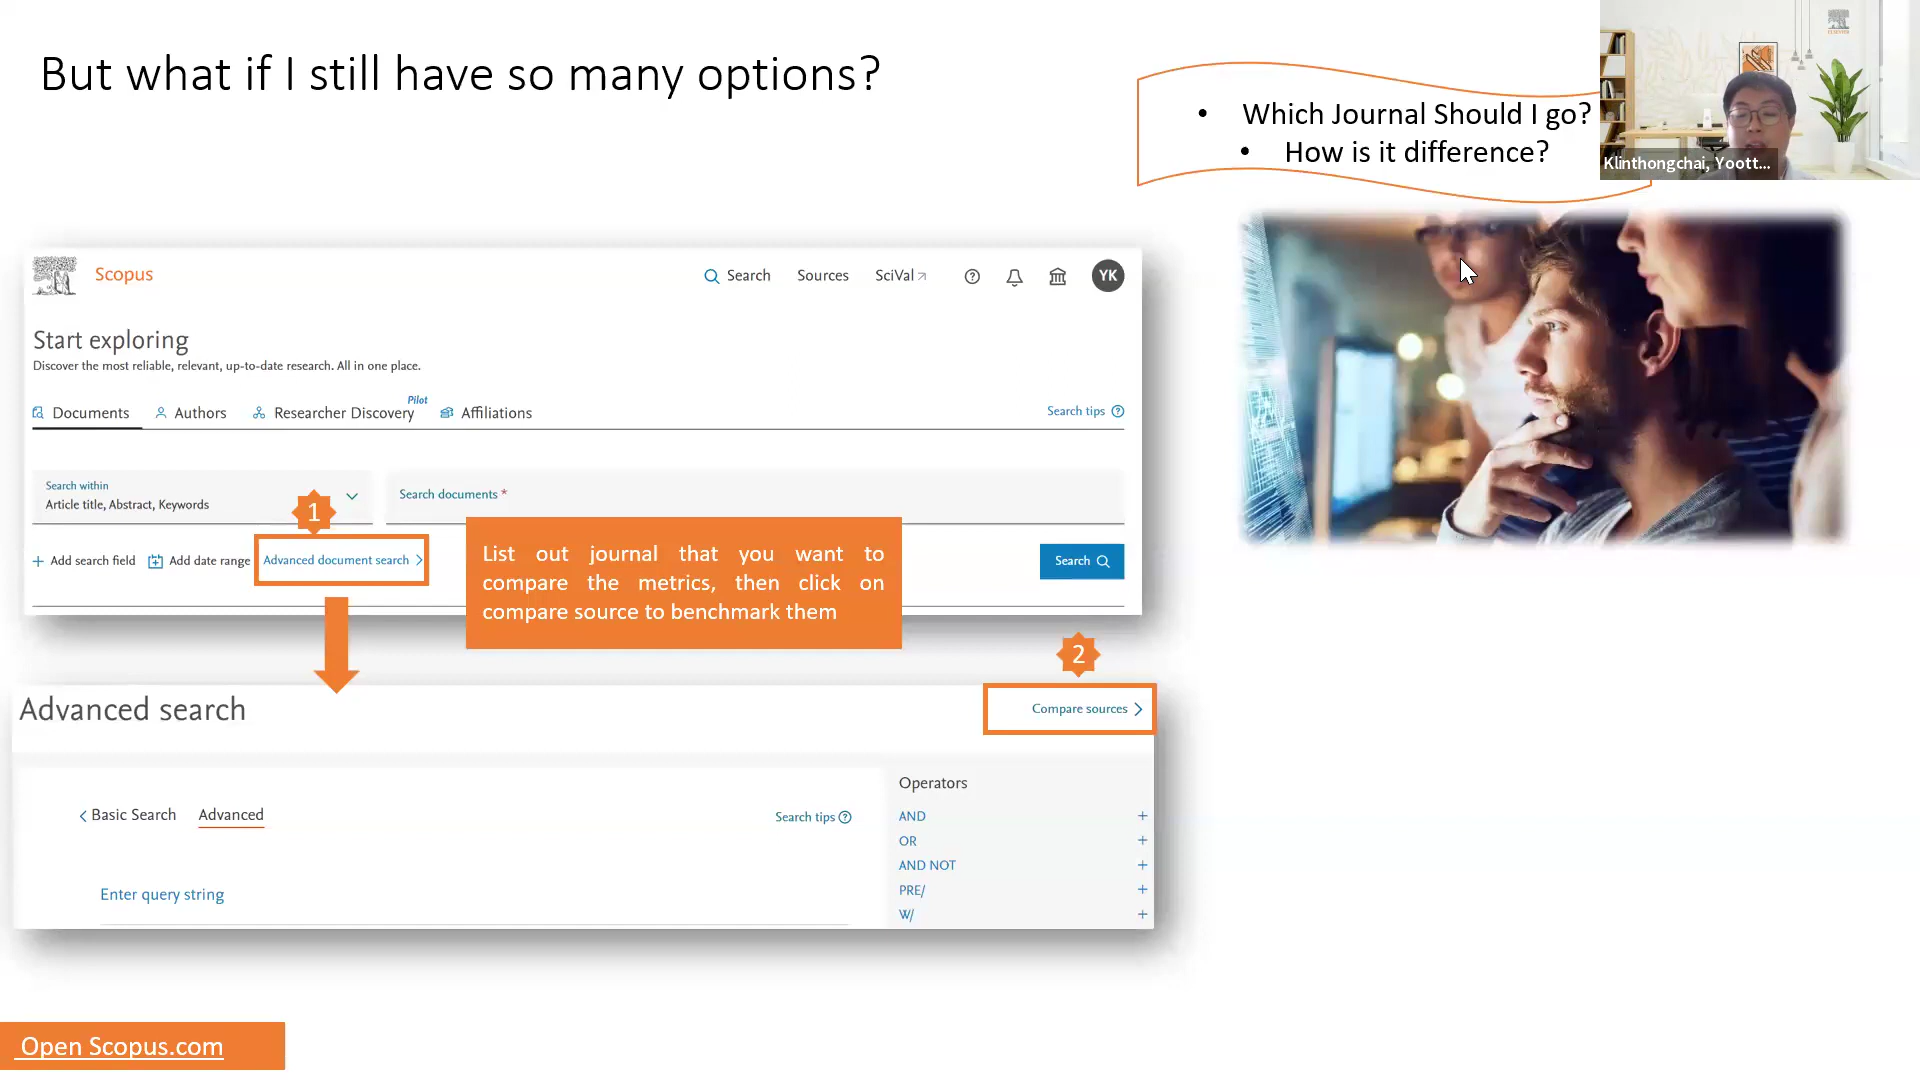 But what if I still have so many options?
• Which Journal Should I go?
• How is it difference?
Klinthongchai, Yoott...
Scopus
Search
Sources
SciVal
YK
Start exploring
Discover the most reliable, relevant, up-to-date research. All in one place.
Documents
Authors
Researcher Discovery
Pilot
Affiliations
Search tips
Search within
Article title, Abstract, Keywords
Search documents *
1
+ Add search field
Add date range
Advanced document search >
List out journal that you want to
compare the metrics, then click on
compare source to benchmark them
Search
2
Advanced search
Compare sources >
< Basic Search
Advanced
Search tips
Enter query string
Operators
AND +
OR +
AND NOT +
PRE/ +
W/ +
Open Scopus.com